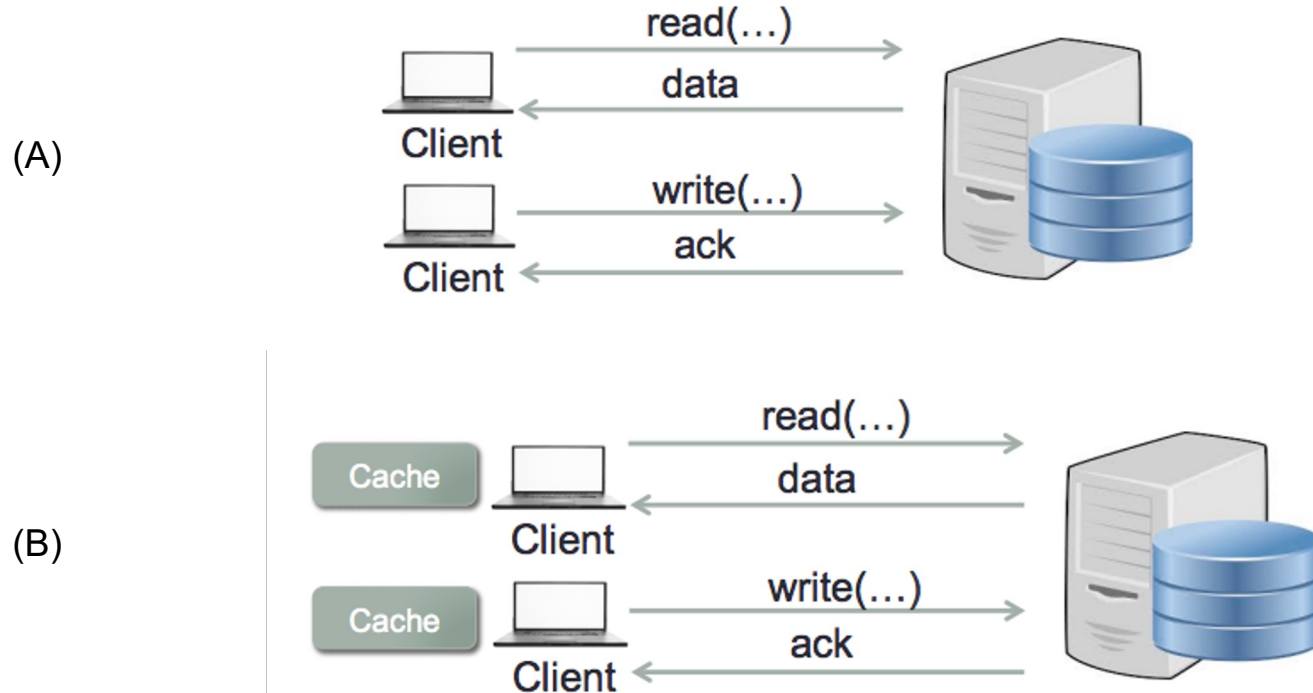 read(…)
data
Client
(A)
write(…)
ack
Client
read(…)
Cache
data
Client
(B)
write(…)
Cache
ack
Client